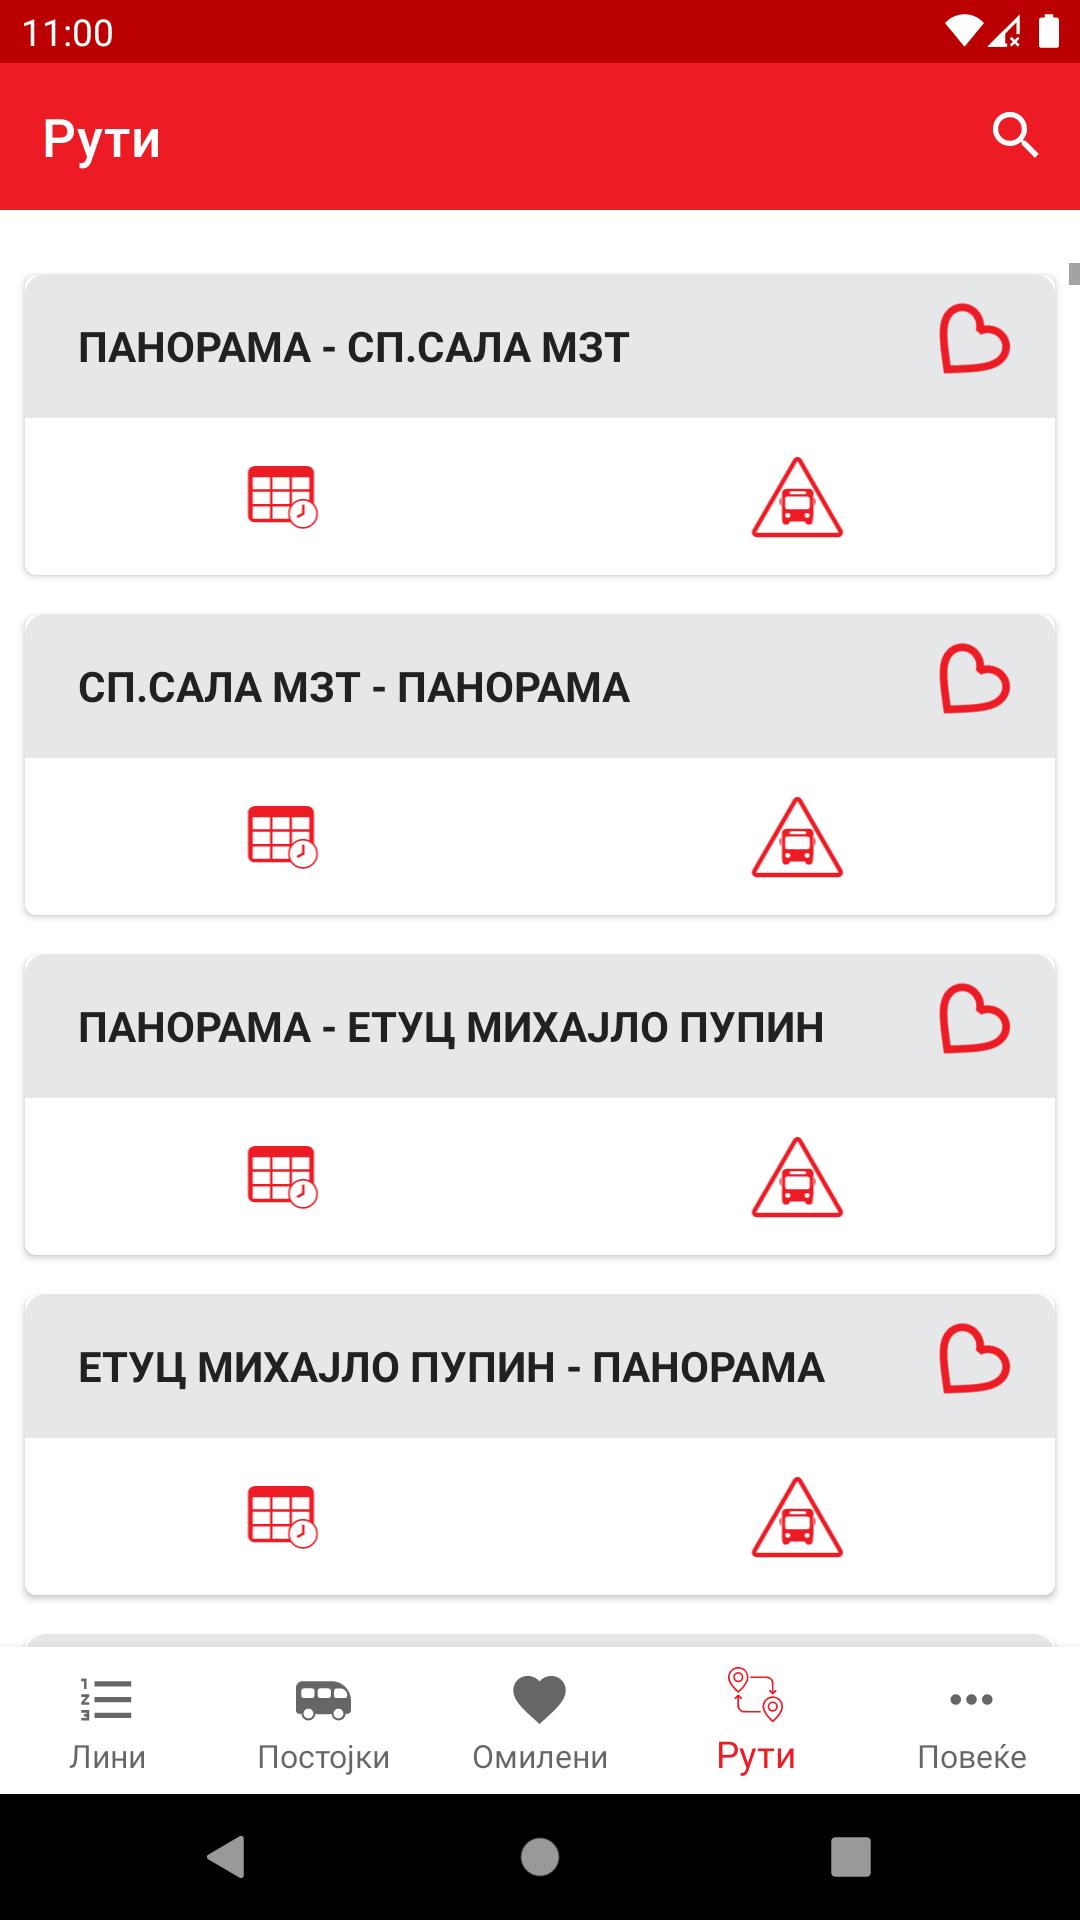 11:00
Рути
ПАНОРАМА - СП.САЛА МЗТ
СП.САЛА МЗТ - ПАНОРАМА
ПАНОРАМА - ЕТУЦ МИХАЈЛО ПУПИН
ЕТУЦ МИХАЈЛО ПУПИН - ПАНОРАМА
Лини
Постојки
Омилени
Рути
Повеќе